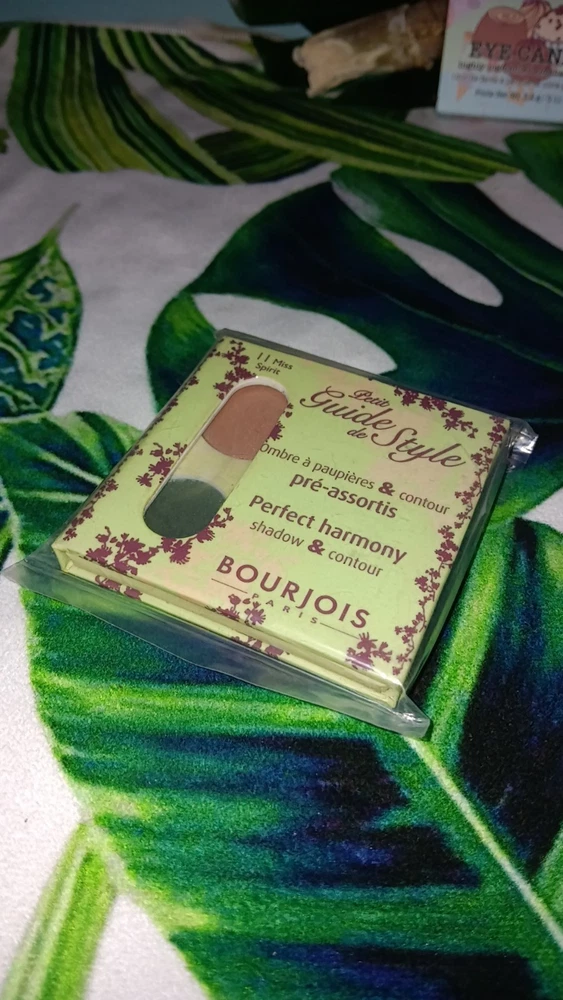 EYE CAN
11 Miss
Spirit
Petit
Guide
de Style
Ombre à paupières & contour
pré-assortis
Perfect harmony
shadow & contour
BOURJOIS
PARIS